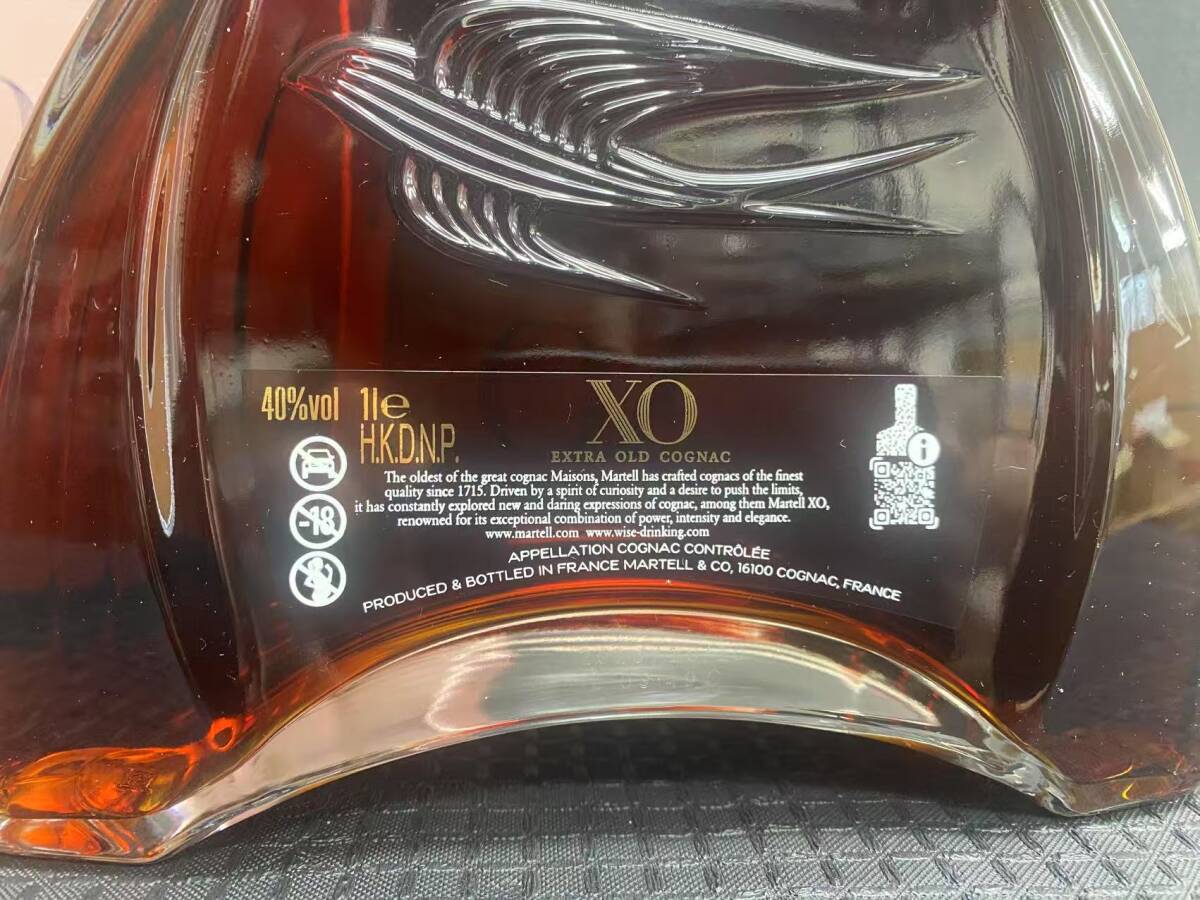 40%vol 1l e
H.K.D.N.P.
XO
EXTRA OLD COGNAC
The oldest of the great cognac Maisons, Martell has crafted cognacs of the finest
quality since 1715. Driven by a spirit of curiosity and a desire to push the limits,
it has constantly explored new and daring expressions of cognac, among them Martell XO,
renowned for its exceptional combination of power, intensity and elegance.
www.martell.com www.wise-drinking.com
APPELLATION COGNAC CONTRÔLÉE
PRODUCED & BOTTLED IN FRANCE MARTELL & CO, 16100 COGNAC, FRANCE
-18
i